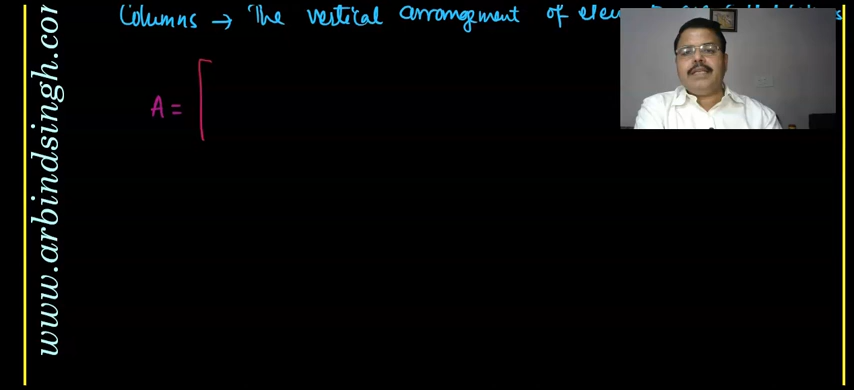 Columns → The vertical arrangement of
A = [
www.arbindsingh.com